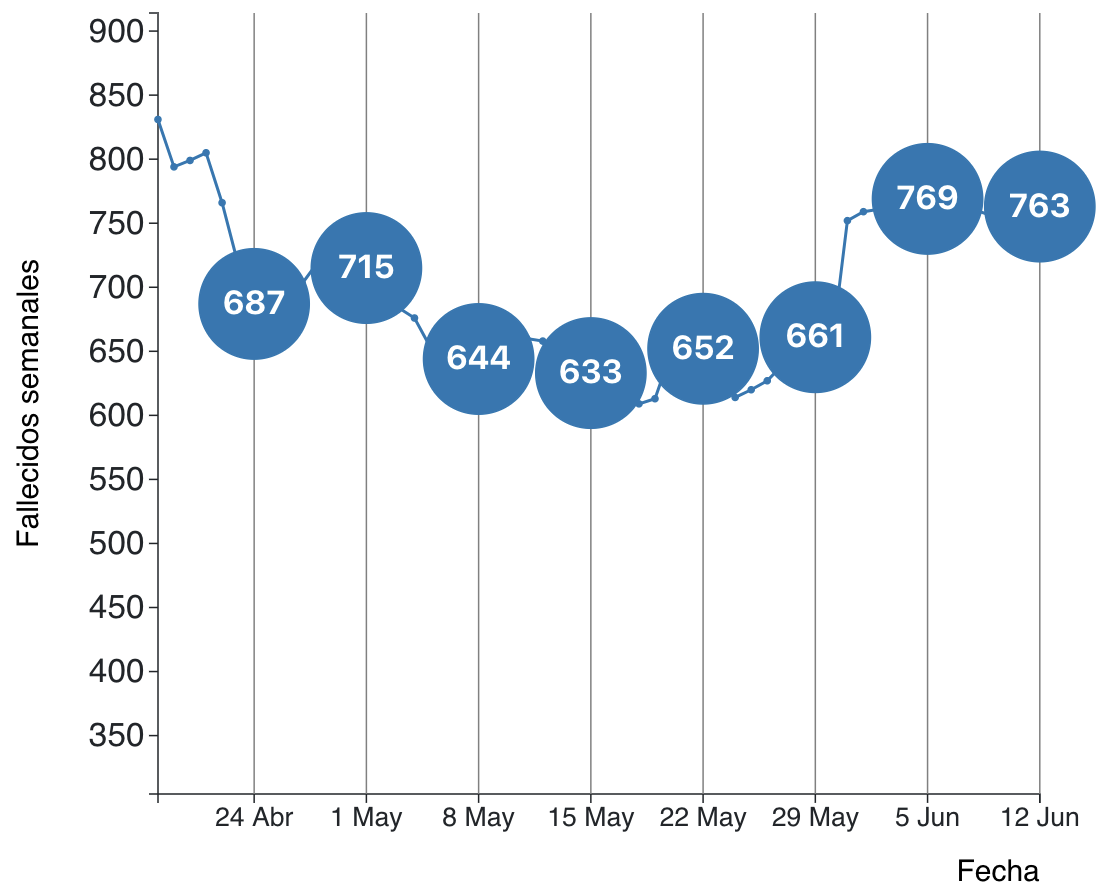 900
850
800
750
700
650
600
550
500
450
400
350
Fallecidos semanales
687
715
644
633
652
661
769
763
24 Abr
1 May
8 May
15 May
22 May
29 May
5 Jun
12 Jun
Fecha